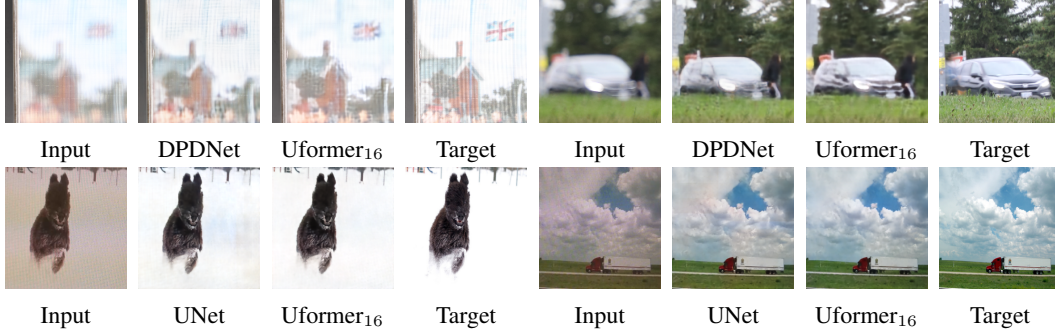 Input DPDNet Uformer₁₆ Target Input DPDNet Uformer₁₆ Target
Input UNet Uformer₁₆ Target Input UNet Uformer₁₆ Target